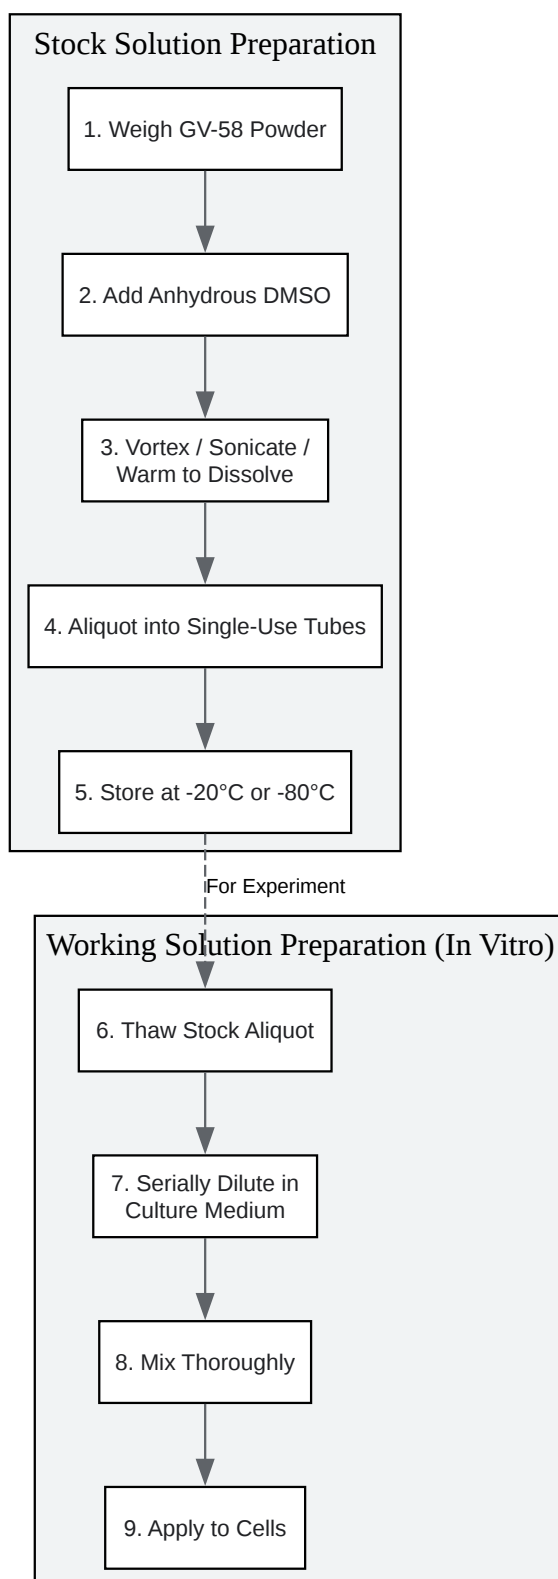 Stock Solution Preparation
1. Weigh GV-58 Powder
2. Add Anhydrous DMSO
3. Vortex / Sonicate /
Warm to Dissolve
4. Aliquot into Single-Use Tubes
5. Store at -20°C or -80°C
For Experiment
Working Solution Preparation (In Vitro)
6. Thaw Stock Aliquot
7. Serially Dilute in
Culture Medium
8. Mix Thoroughly
9. Apply to Cells